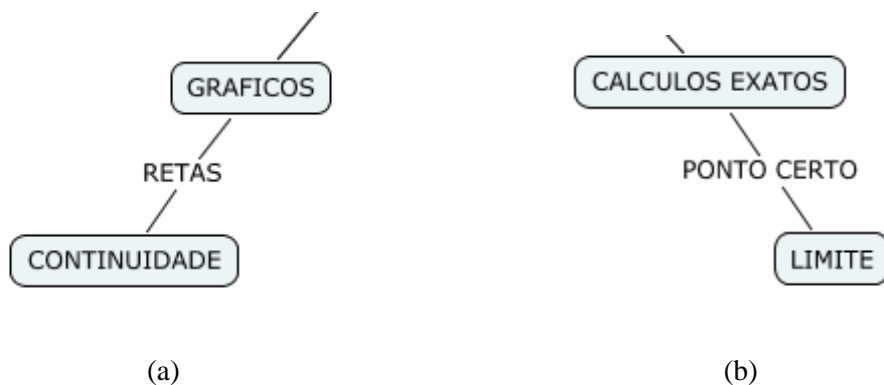 GRAFICOS
RETAS
CONTINUIDADE
(a)
CALCULOS EXATOS
PONTO CERTO
LIMITE
(b)